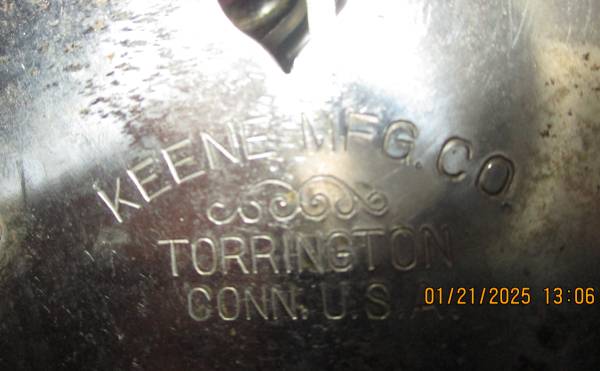 KEENE MFG. CO.
TORRINGTON
CONN. U.S.A.
01/21/2025 13:06